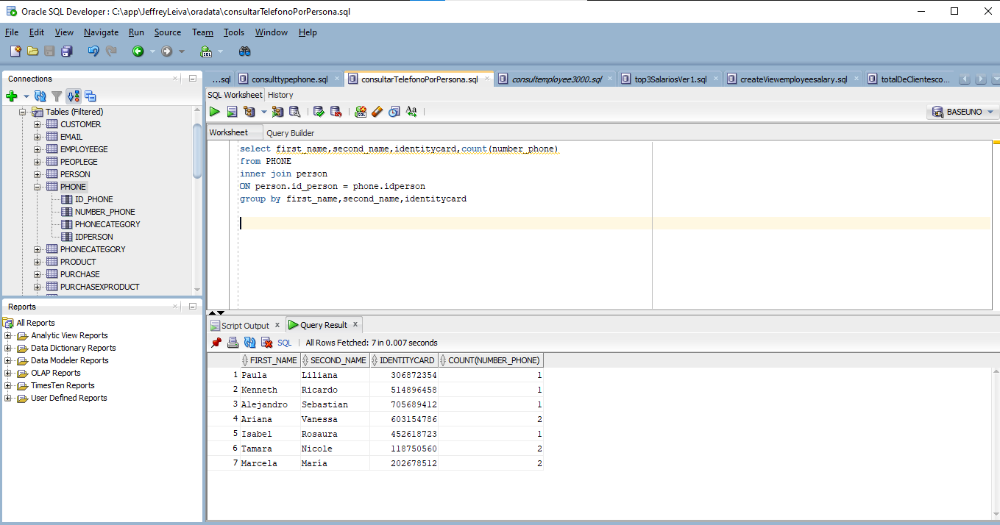 Oracle SQL Developer : C:\app\JeffreyLeiva\oradata\consultarTelefonoPorPersona.sql
File Edit View Navigate Run Source Team Tools Window Help
Connections
Tables (Filtered)
CUSTOMER
EMAIL
EMPLOYEEGE
PEOPLEGE
PERSON
PHONE
ID_PHONE
NUMBER_PHONE
PHONECATEGORY
IDPERSON
PHONECATEGORY
PRODUCT
PURCHASE
PURCHASEXPRODUCT
Reports
All Reports
Analytic View Reports
Data Dictionary Reports
Data Modeler Reports
OLAP Reports
TimesTen Reports
User Defined Reports
...sql consulttypephone.sql consultarTelefonoPorPersona.sql consultemployee3000.sql top3SalariosVer1.sql createViewemployeesalary.sql totalDeClientesco...
SQL Worksheet History
SQL Aa BASEUNO
Worksheet Query Builder
select first_name,second_name,identitycard,count(number_phone)
from PHONE
inner join person
ON person.id_person = phone.idperson
group by first_name,second_name,identitycard
Script Output x Query Result x
SQL | All Rows Fetched: 7 in 0.007 seconds
FIRST_NAME SECOND_NAME IDENTITYCARD COUNT(NUMBER_PHONE)
1 Paula Liliana 306872354 1
2 Kenneth Ricardo 514896458 1
3 Alejandro Sebastian 705689412 1
4 Ariana Vanessa 603154786 2
5 Isabel Rosaura 452618723 1
6 Tamara Nicole 118750560 2
7 Marcela María 202678512 2